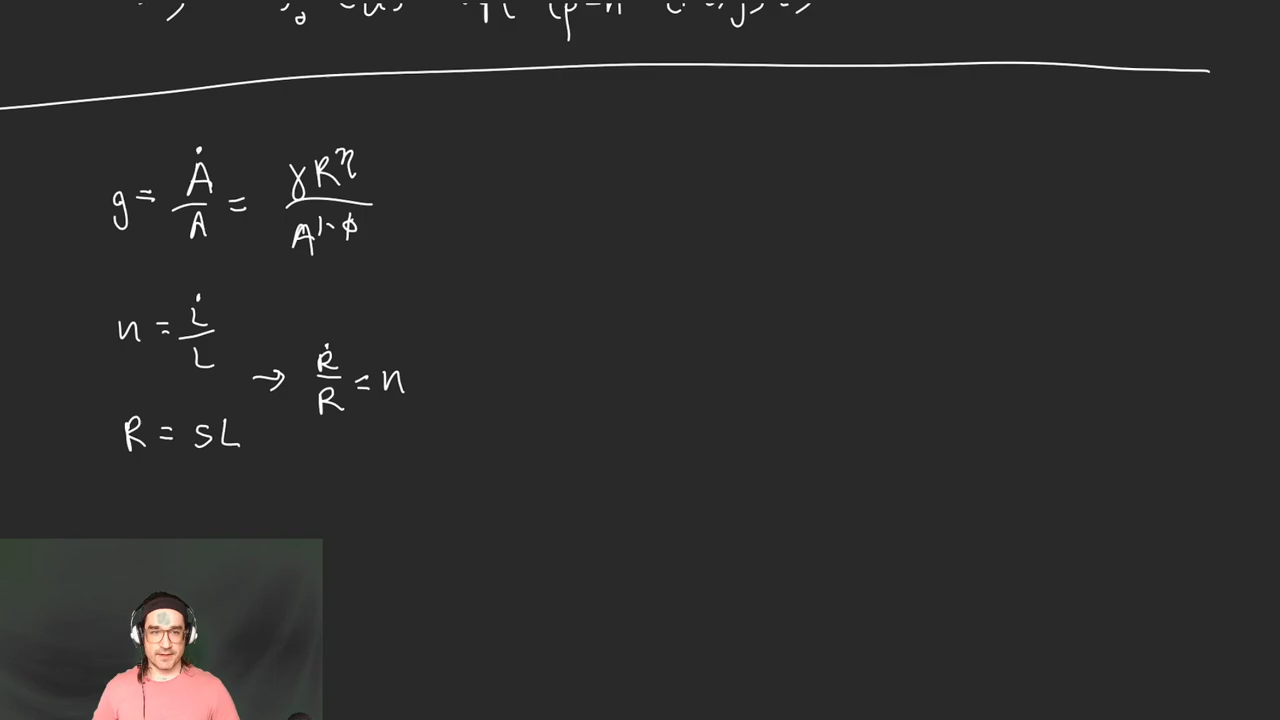 g = Ȧ/A = γR^η / A^(1-φ)
n = L̇/L
→ Ṙ/R = n
R = sL